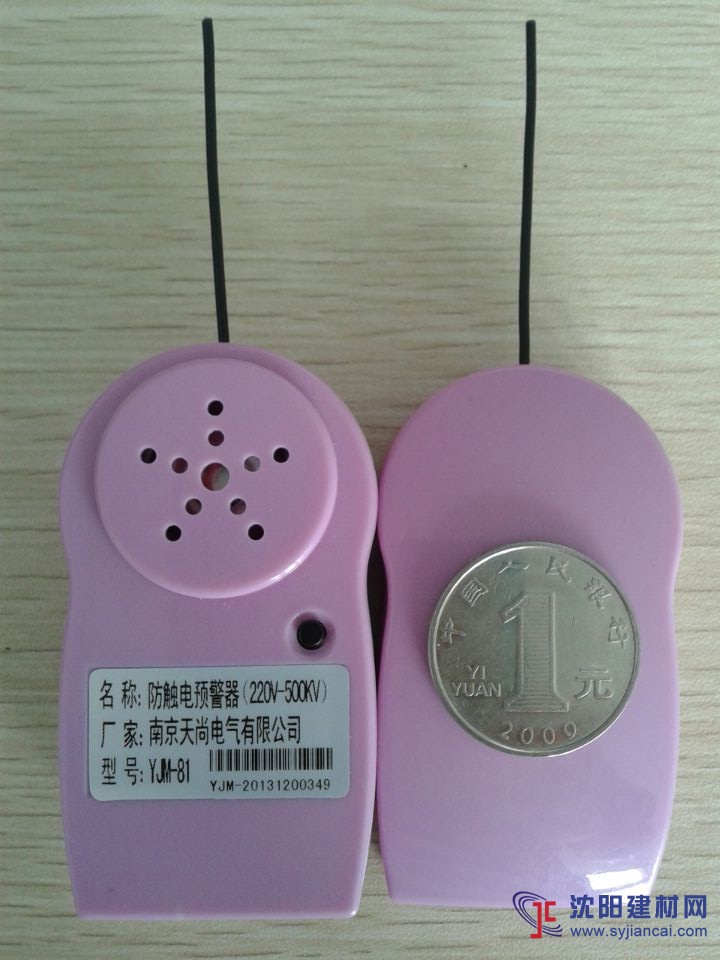 名 称: 防触电预警器(220V-500KV)
厂 家: 南京天尚电气有限公司
型 号: YJM-81
YJM-20131200349
中国人民银行
1
YI
YUAN
元
2009
沈阳建材网
www.syjiancai.com